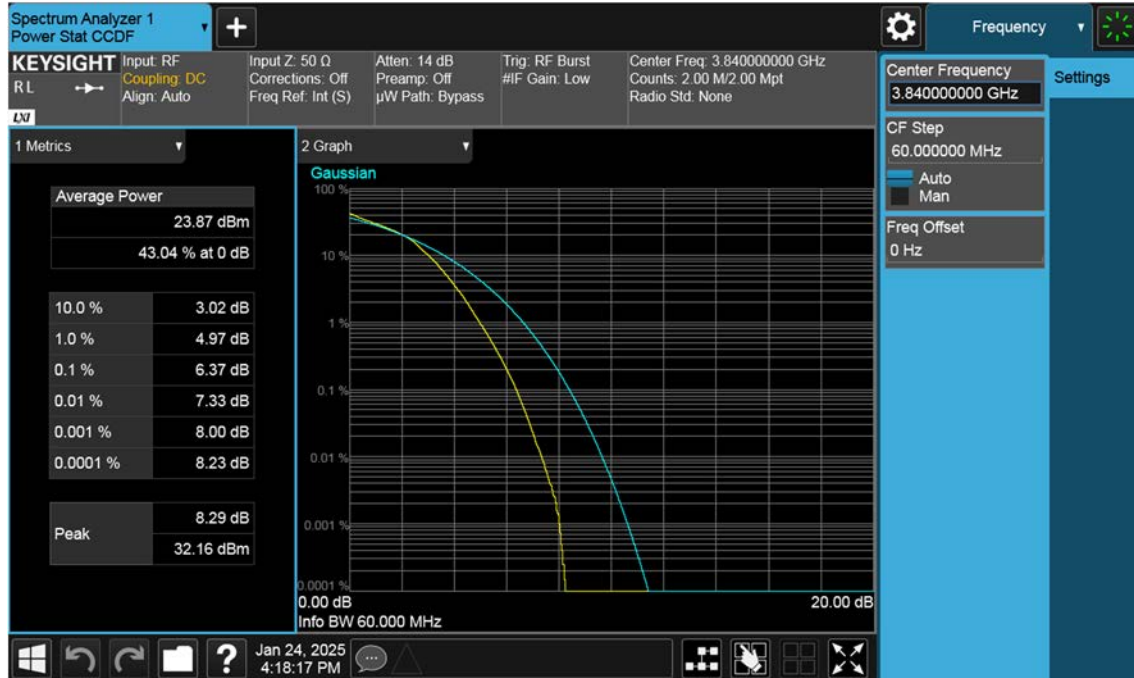 Spectrum Analyzer 1
Power Stat CCDF
Frequency
KEYSIGHT
R L
LXI
Input: RF
Coupling: DC
Align: Auto
Input Z: 50 Ω
Corrections: Off
Freq Ref: Int (S)
Atten: 14 dB
Preamp: Off
µW Path: Bypass
Trig: RF Burst
#IF Gain: Low
Center Freq: 3.840000000 GHz
Counts: 2.00 M/2.00 Mpt
Radio Std: None
Center Frequency
3.840000000 GHz
Settings
CF Step
60.000000 MHz
Auto
Man
Freq Offset
0 Hz
1 Metrics
Average Power
23.87 dBm
43.04 % at 0 dB
10.0 % 3.02 dB
1.0 % 4.97 dB
0.1 % 6.37 dB
0.01 % 7.33 dB
0.001 % 8.00 dB
0.0001 % 8.23 dB
Peak 8.29 dB
32.16 dBm
2 Graph
Gaussian
100 %
10 %
1 %
0.1 %
0.01 %
0.001 %
0.0001 %
0.00 dB 20.00 dB
Info BW 60.000 MHz
?
Jan 24, 2025
4:18:17 PM